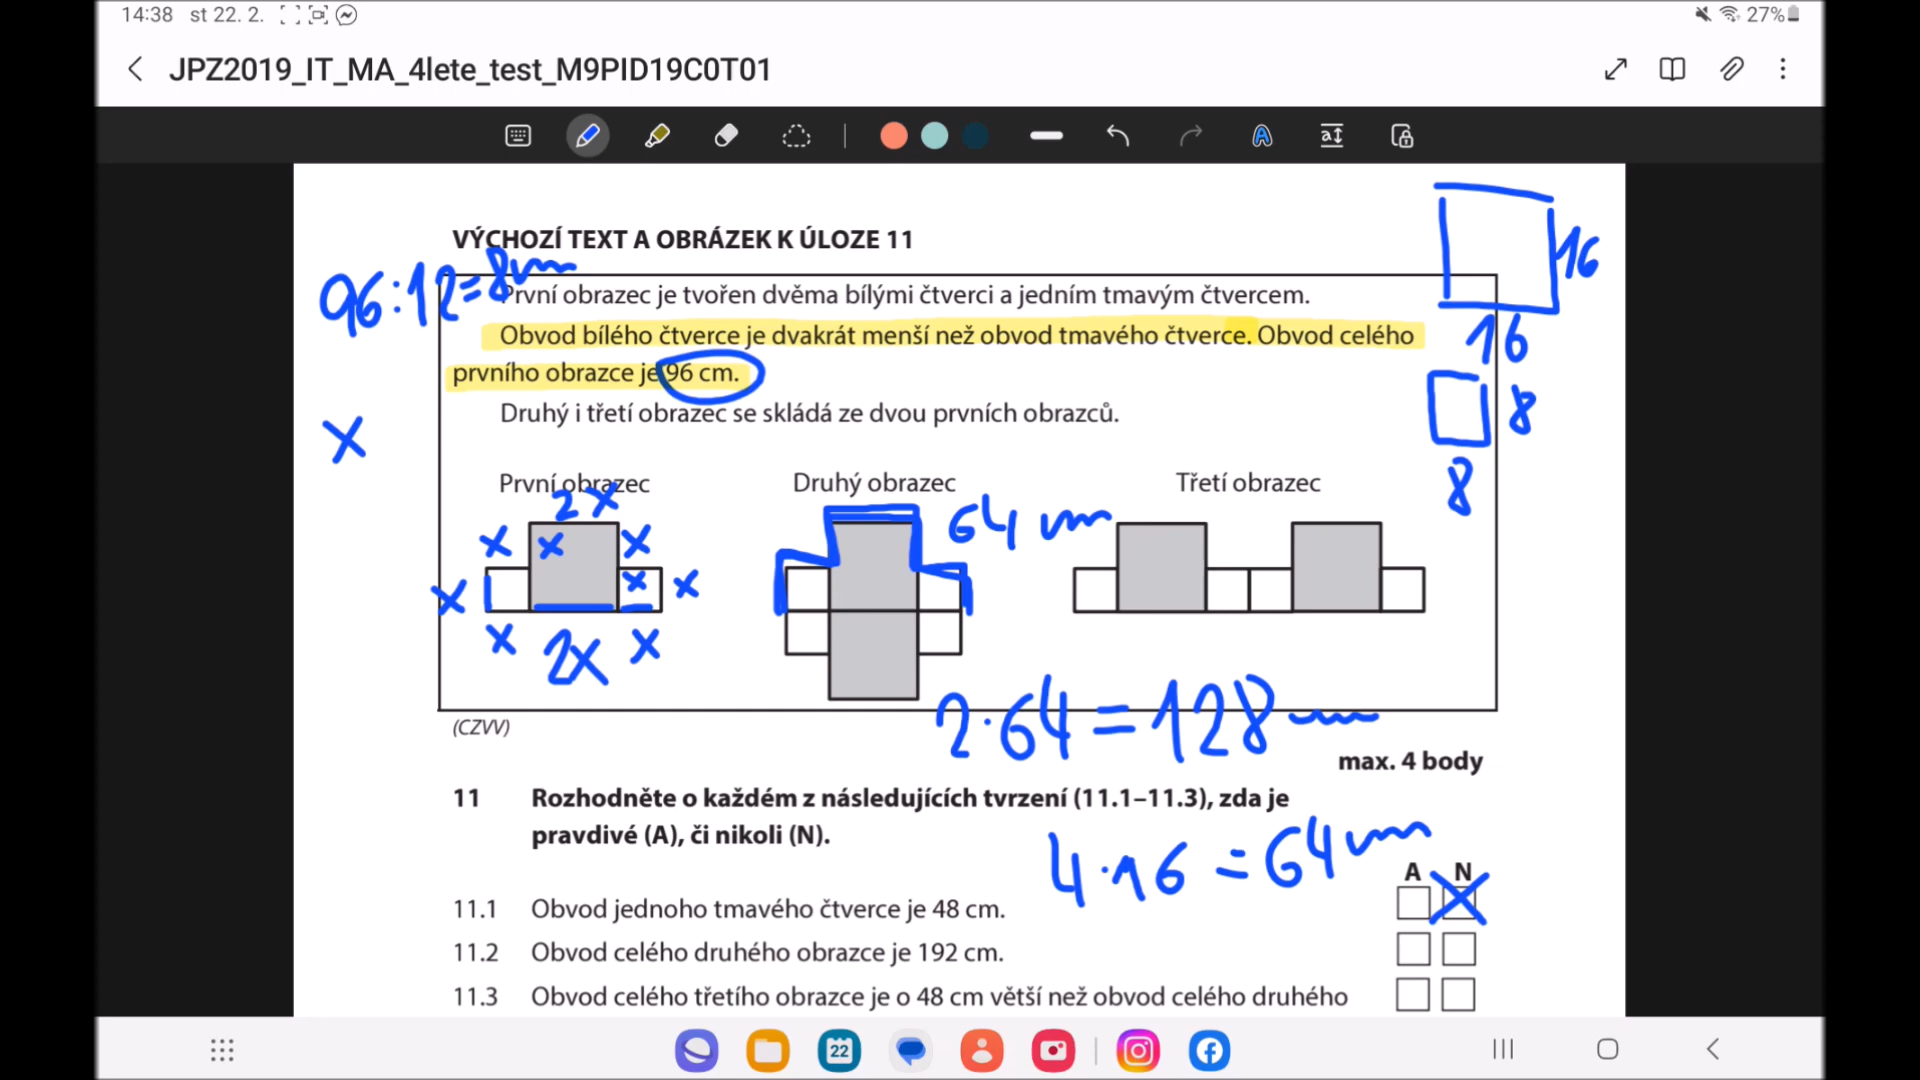 14:38 st 22. 2. 27%
JPZ2019_IT_MA_4lete_test_M9PID19C0T01
VÝCHOZÍ TEXT A OBRÁZEK K ÚLOZE 11
96:12=8cm
První obrazec je tvořen dvěma bílými čtverci a jedním tmavým čtvercem.
Obvod bílého čtverce je dvakrát menší než obvod tmavého čtverce. Obvod celého
prvního obrazce je 96 cm.
Druhý i třetí obrazec se skládá ze dvou prvních obrazců.
16
16
8
8
x
První obrazec Druhý obrazec Třetí obrazec
2x
x x x
x x x
x 2x x
64 cm
2·64=128cm
(CZVV)
max. 4 body
11 Rozhodněte o každém z následujících tvrzení (11.1–11.3), zda je
pravdivé (A), či nikoli (N).
4·16=64cm
A N
11.1 Obvod jednoho tmavého čtverce je 48 cm.
11.2 Obvod celého druhého obrazce je 192 cm.
11.3 Obvod celého třetího obrazce je o 48 cm větší než obvod celého druhého
22